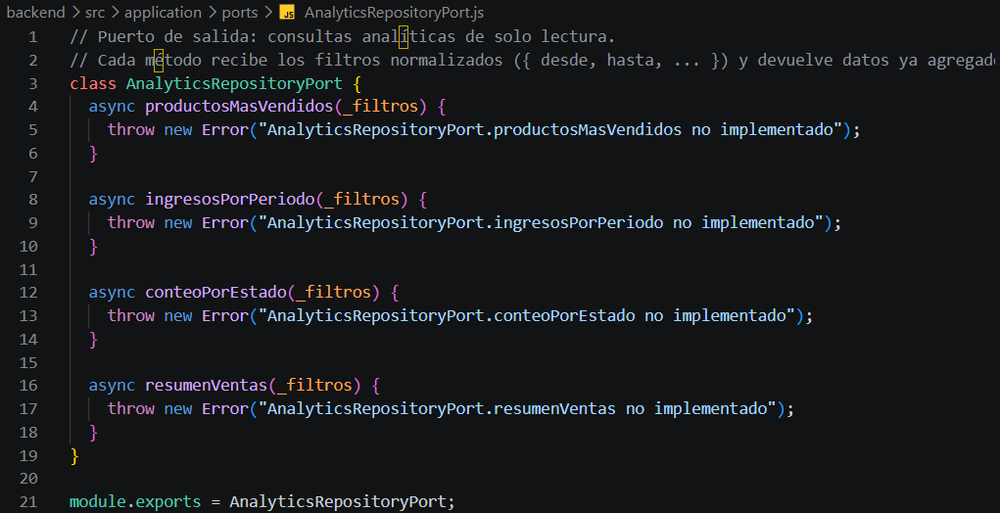 backend > src > application > ports > JS AnalyticsRepositoryPort.js
1 // Puerto de salida: consultas analíticas de solo lectura.
2 // Cada método recibe los filtros normalizados ({ desde, hasta, ... }) y devuelve datos ya agregad
3 class AnalyticsRepositoryPort {
4 async productosMasVendidos(_filtros) {
5 throw new Error("AnalyticsRepositoryPort.productosMasVendidos no implementado");
6 }
7
8 async ingresosPorPeriodo(_filtros) {
9 throw new Error("AnalyticsRepositoryPort.ingresosPorPeriodo no implementado");
10 }
11
12 async conteoPorEstado(_filtros) {
13 throw new Error("AnalyticsRepositoryPort.conteoPorEstado no implementado");
14 }
15
16 async resumenVentas(_filtros) {
17 throw new Error("AnalyticsRepositoryPort.resumenVentas no implementado");
18 }
19 }
20
21 module.exports = AnalyticsRepositoryPort;